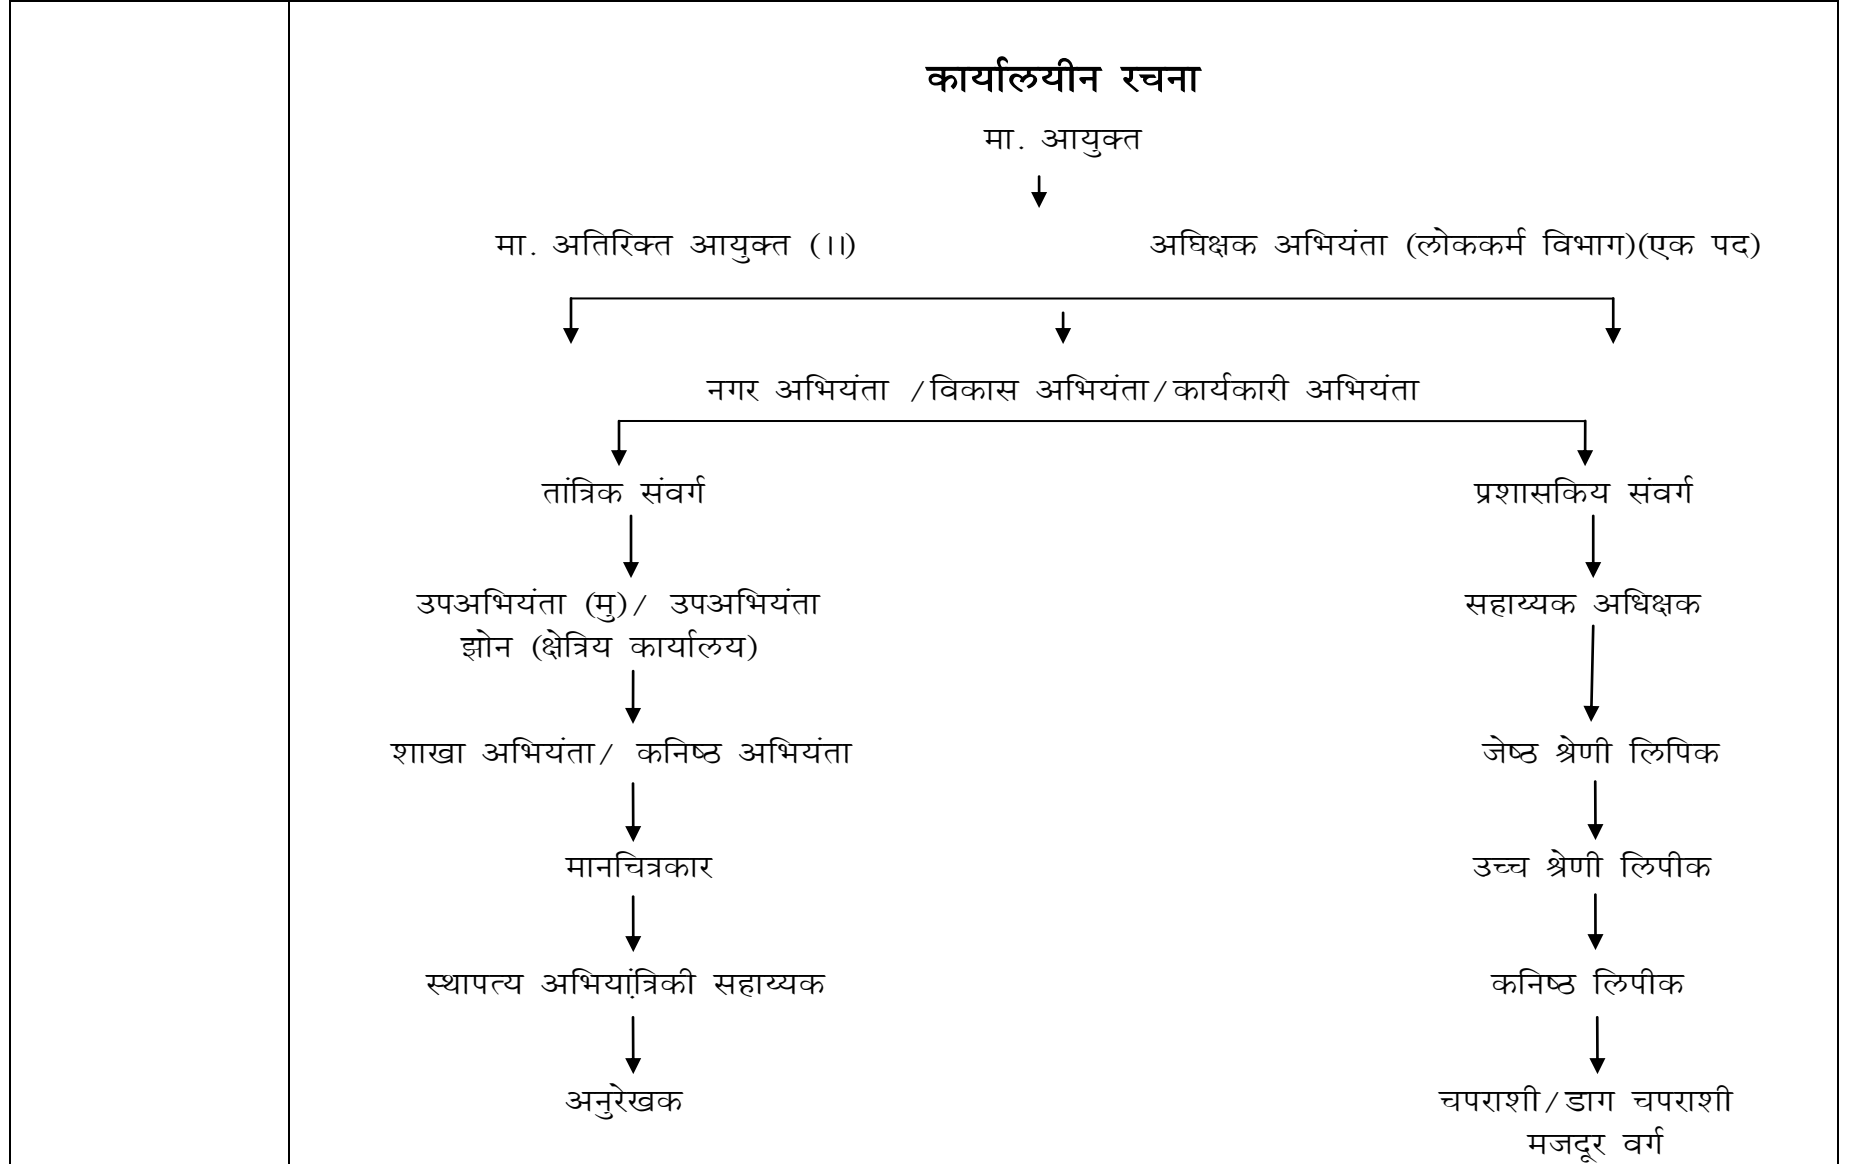 कार्यालयीन रचना
मा. आयुक्त
मा. अतिरिक्त आयुक्त (।।) अघिक्षक अभियंता (लोककर्म विभाग)(एक पद)
नगर अभियंता /विकास अभियंता/कार्यकारी अभियंता
तांत्रिक संवर्ग प्रशासकिय संवर्ग
उपअभियंता (मु)/ उपअभियंता सहाय्यक अधिक्षक
झोन (क्षेत्रिय कार्यालय)
शाखा अभियंता/ कनिष्ठ अभियंता जेष्ठ श्रेणी लिपिक
मानचित्रकार उच्च श्रेणी लिपीक
स्थापत्य अभियांत्रिकी सहाय्यक कनिष्ठ लिपीक
अनुरेखक चपराशी/डाग चपराशी
मजदूर वर्ग